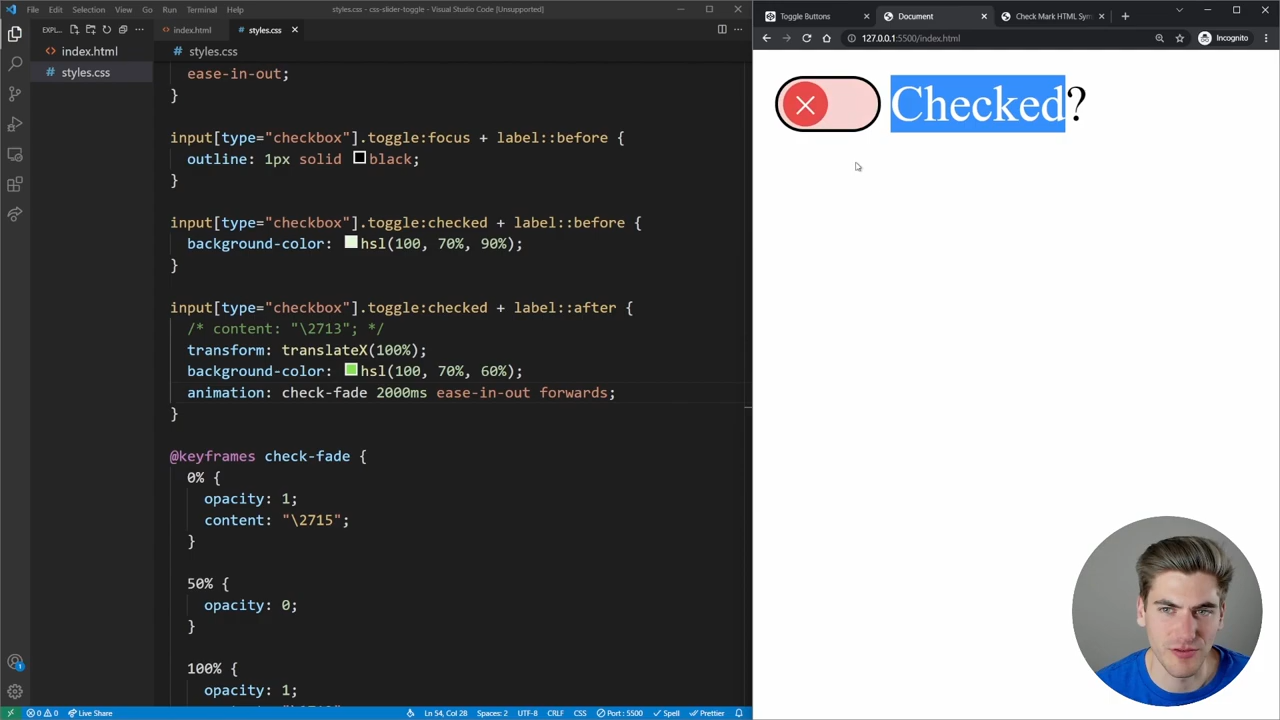 File Edit Selection View Go Run Terminal Help
styles.css - css-slider-toggle - Visual Studio Code [Unsupported]
EXPL...
index.html
styles.css
index.html
styles.css
# styles.css
ease-in-out;
}
input[type="checkbox"].toggle:focus + label::before {
outline: 1px solid black;
}
input[type="checkbox"].toggle:checked + label::before {
background-color: hsl(100, 70%, 90%);
}
input[type="checkbox"].toggle:checked + label::after {
/* content: "\2713"; */
transform: translateX(100%);
background-color: hsl(100, 70%, 60%);
animation: check-fade 2000ms ease-in-out forwards;
}
@keyframes check-fade {
0% {
opacity: 1;
content: "\2715";
}
50% {
opacity: 0;
}
100% {
opacity: 1;
0 0 Live Share Ln 54, Col 28 Spaces: 2 UTF-8 CRLF CSS Port : 5500 Spell Prettier
Toggle Buttons
Document
Check Mark HTML Sym
127.0.0.1:5500/index.html
Incognito
Checked?